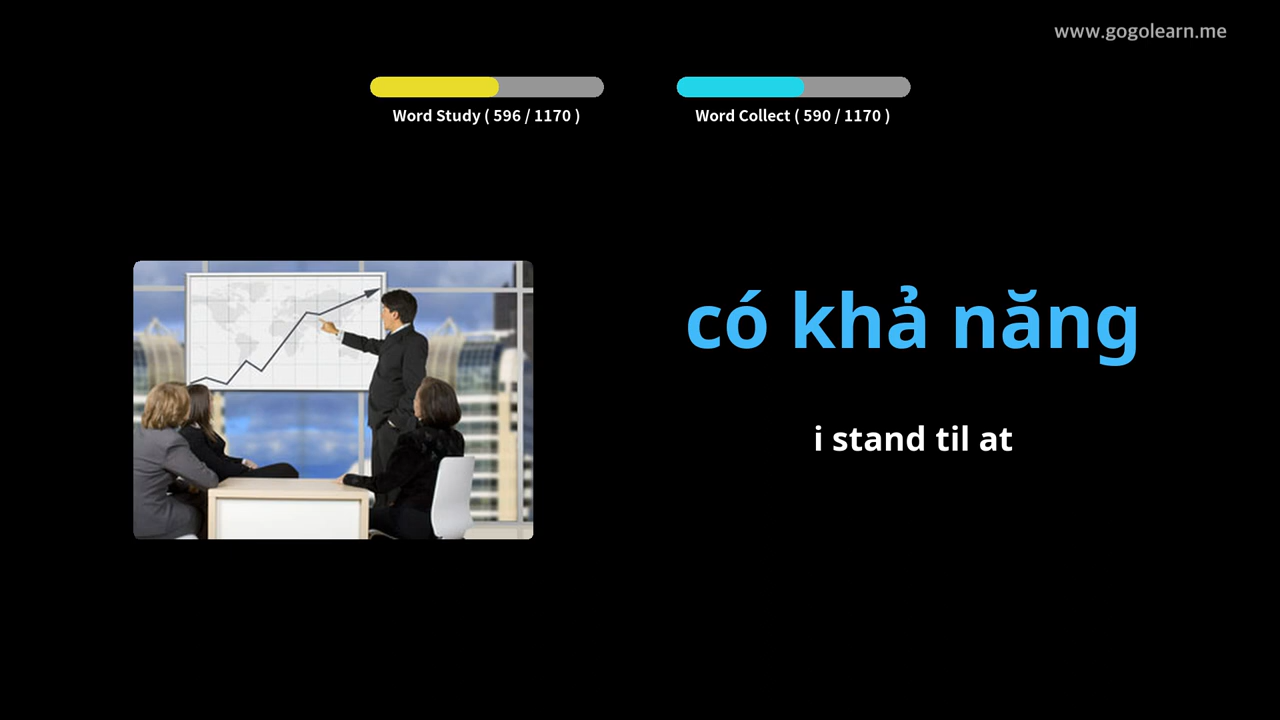 www.gogolearn.me
Word Study ( 596 / 1170 )
Word Collect ( 590 / 1170 )
có khả năng
i stand til at